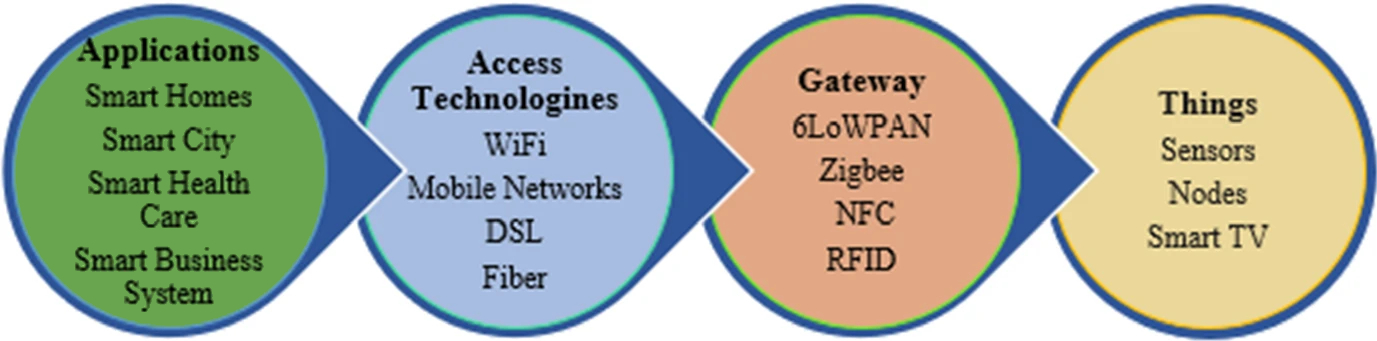 Applications
Smart Homes
Smart City
Smart Health
Care
Smart Business
System
Access
Technologines
WiFi
Mobile Networks
DSL
Fiber
Gateway
6LoWPAN
Zigbee
NFC
RFID
Things
Sensors
Nodes
Smart TV